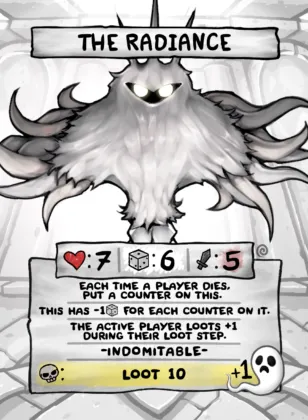 THE RADIANCE
:7 :6 :5
EACH TIME A PLAYER DIES,
PUT A COUNTER ON THIS.
THIS HAS -1 FOR EACH COUNTER ON IT.
THE ACTIVE PLAYER LOOTS +1
DURING THEIR LOOT STEP.
-INDOMITABLE-
: LOOT 10 +1